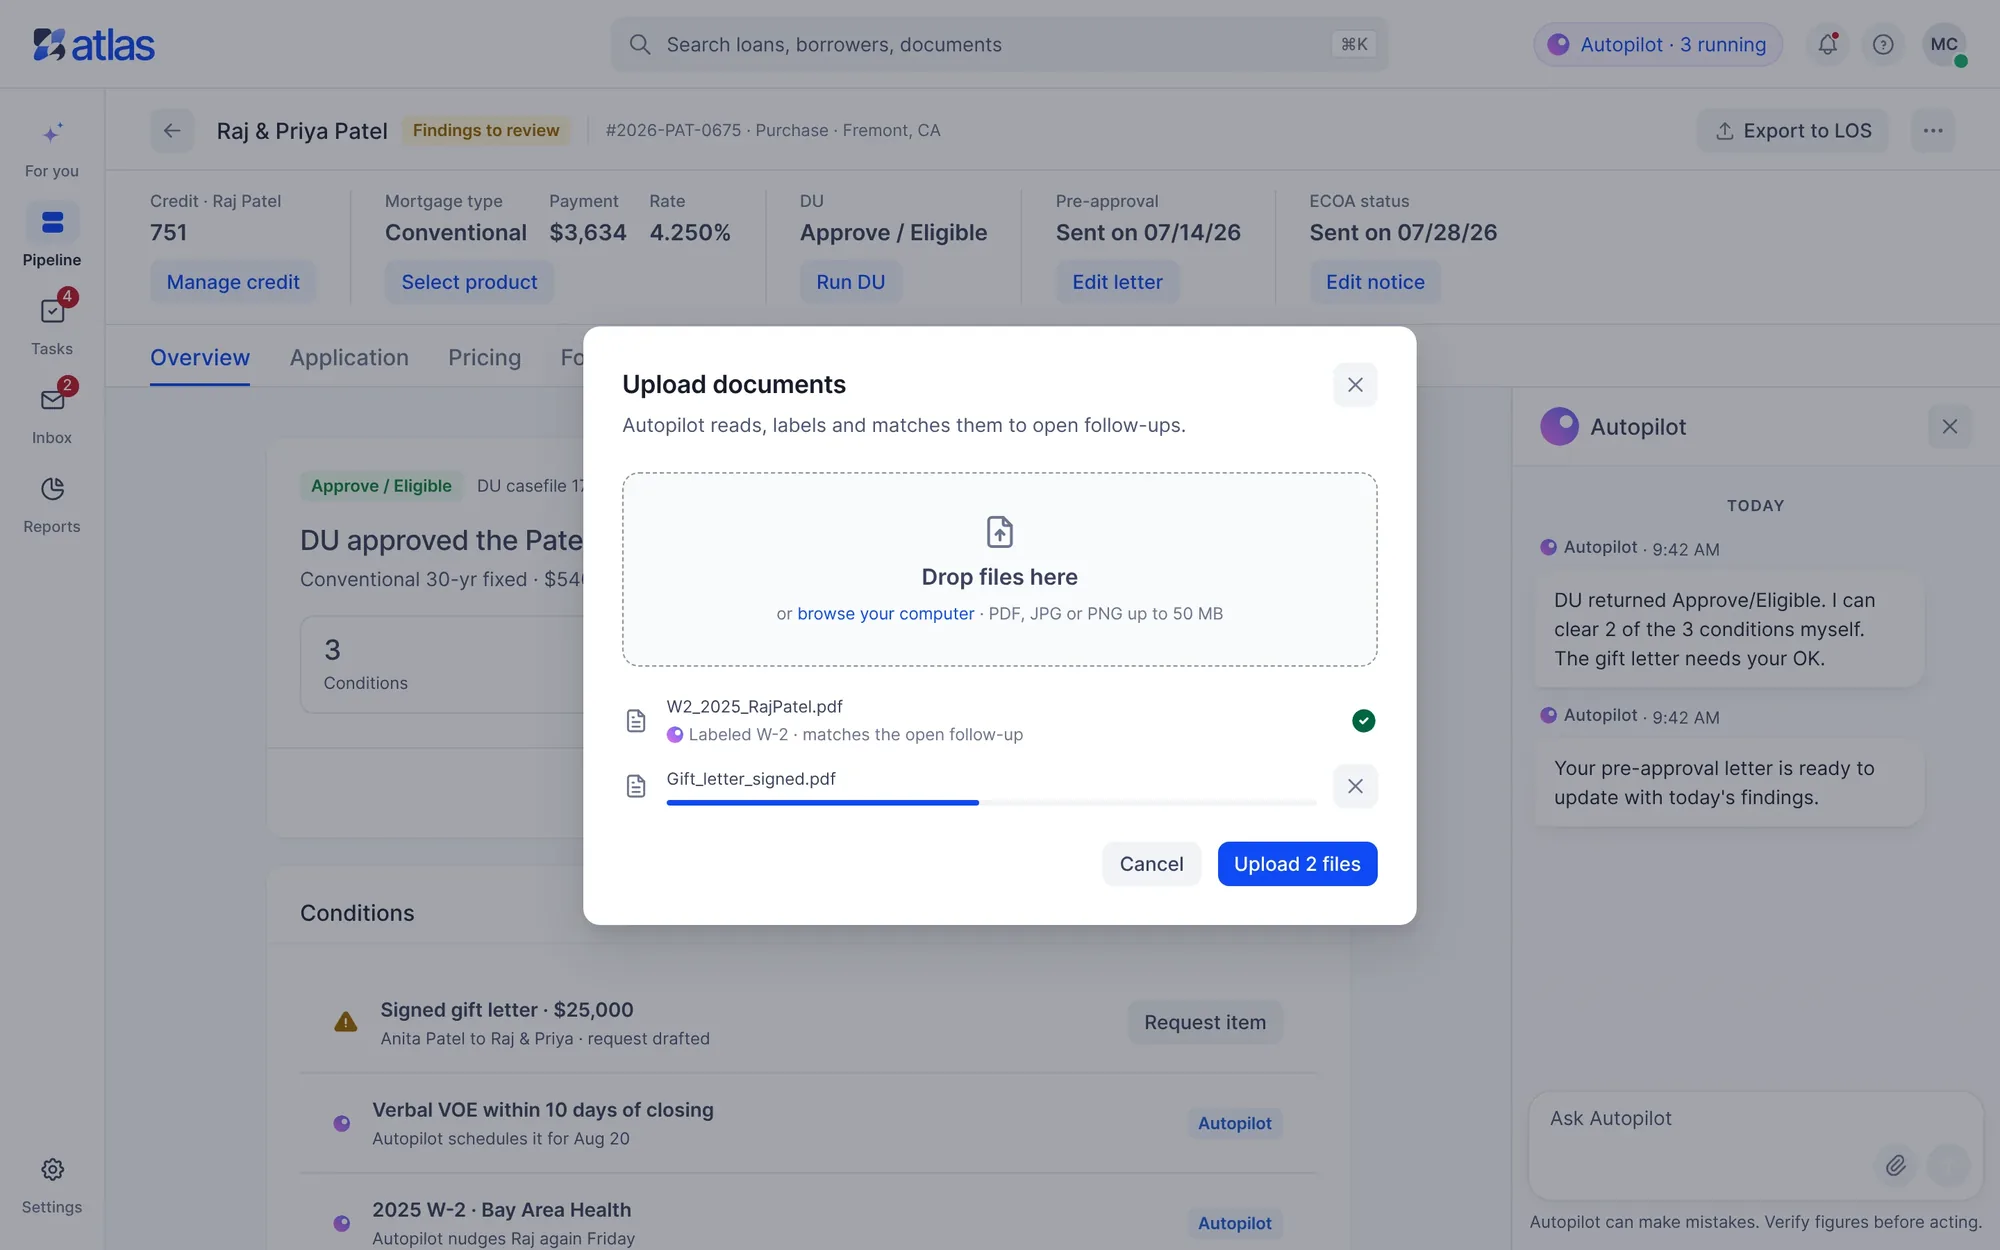 atlas
Search loans, borrowers, documents
⌘K
Autopilot · 3 running
MC
For you
Pipeline
4
Tasks
2
Inbox
Reports
Settings
Raj & Priya Patel
Findings to review
#2026-PAT-0675 · Purchase · Fremont, CA
Export to LOS
Credit · Raj Patel
751
Manage credit
Mortgage type
Conventional
Payment
$3,634
Rate
4.250%
Select product
DU
Approve / Eligible
Run DU
Pre-approval
Sent on 07/14/26
Edit letter
ECOA status
Sent on 07/28/26
Edit notice
Overview
Application
Pricing
Approve / Eligible
DU casefile
DU approved the
Conventional 30-yr fixed ·
3
Conditions
Conditions
Signed gift letter · $25,000
Anita Patel to Raj & Priya · request drafted
Request item
Verbal VOE within 10 days of closing
Autopilot schedules it for Aug 20
Autopilot
2025 W-2 · Bay Area Health
Autopilot nudges Raj again Friday
Autopilot
Upload documents
Autopilot reads, labels and matches them to open follow-ups.
Drop files here
or browse your computer · PDF, JPG or PNG up to 50 MB
W2_2025_RajPatel.pdf
Labeled W-2 · matches the open follow-up
Gift_letter_signed.pdf
Cancel
Upload 2 files
Autopilot
TODAY
Autopilot · 9:42 AM
DU returned Approve/Eligible. I can
clear 2 of the 3 conditions myself.
The gift letter needs your OK.
Autopilot · 9:42 AM
Your pre-approval letter is ready to
update with today's findings.
Ask Autopilot
Autopilot can make mistakes. Verify figures before acting.